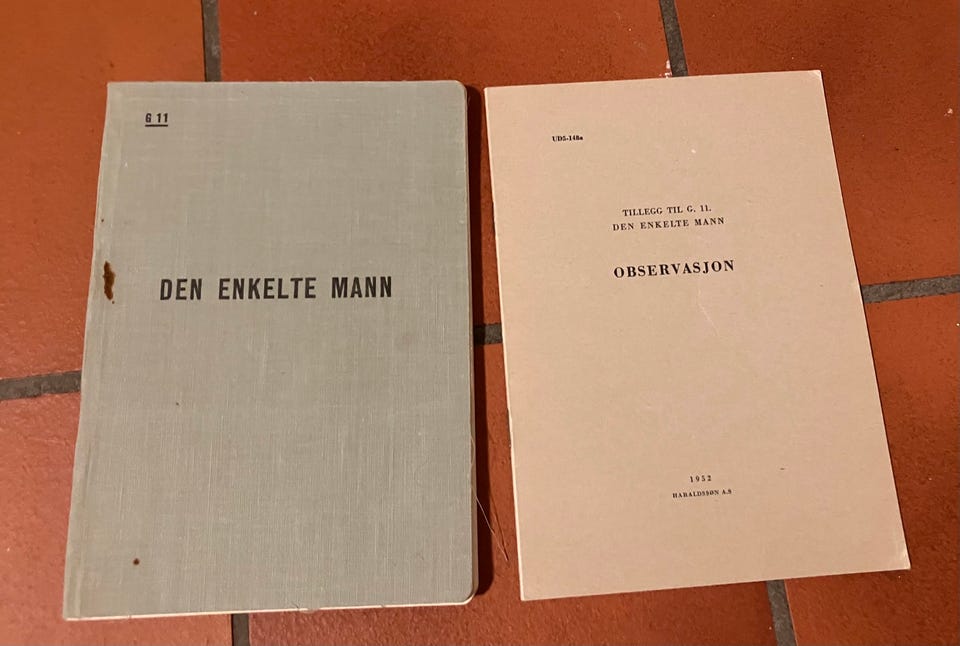 G 11
DEN ENKELTE MANN
UD5-148a
TILLEGG TIL G. 11.
DEN ENKELTE MANN
OBSERVASJON
1952
HARALDSSØN A.S